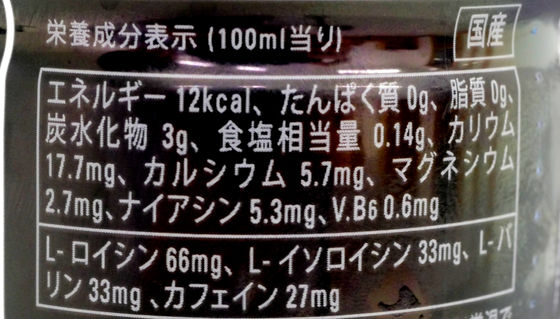 栄養成分表示 (100ml当り)
国産
エネルギー 12kcal、たんぱく質 0g、脂質 0g、
炭水化物 3g、食塩相当量 0.14g、カリウム
17.7mg、カルシウム 5.7mg、マグネシウム
2.7mg、ナイアシン 5.3mg、V.B6 0.6mg
L-ロイシン 66mg、L-イソロイシン 33mg、L-バ
リン 33mg、カフェイン 27mg